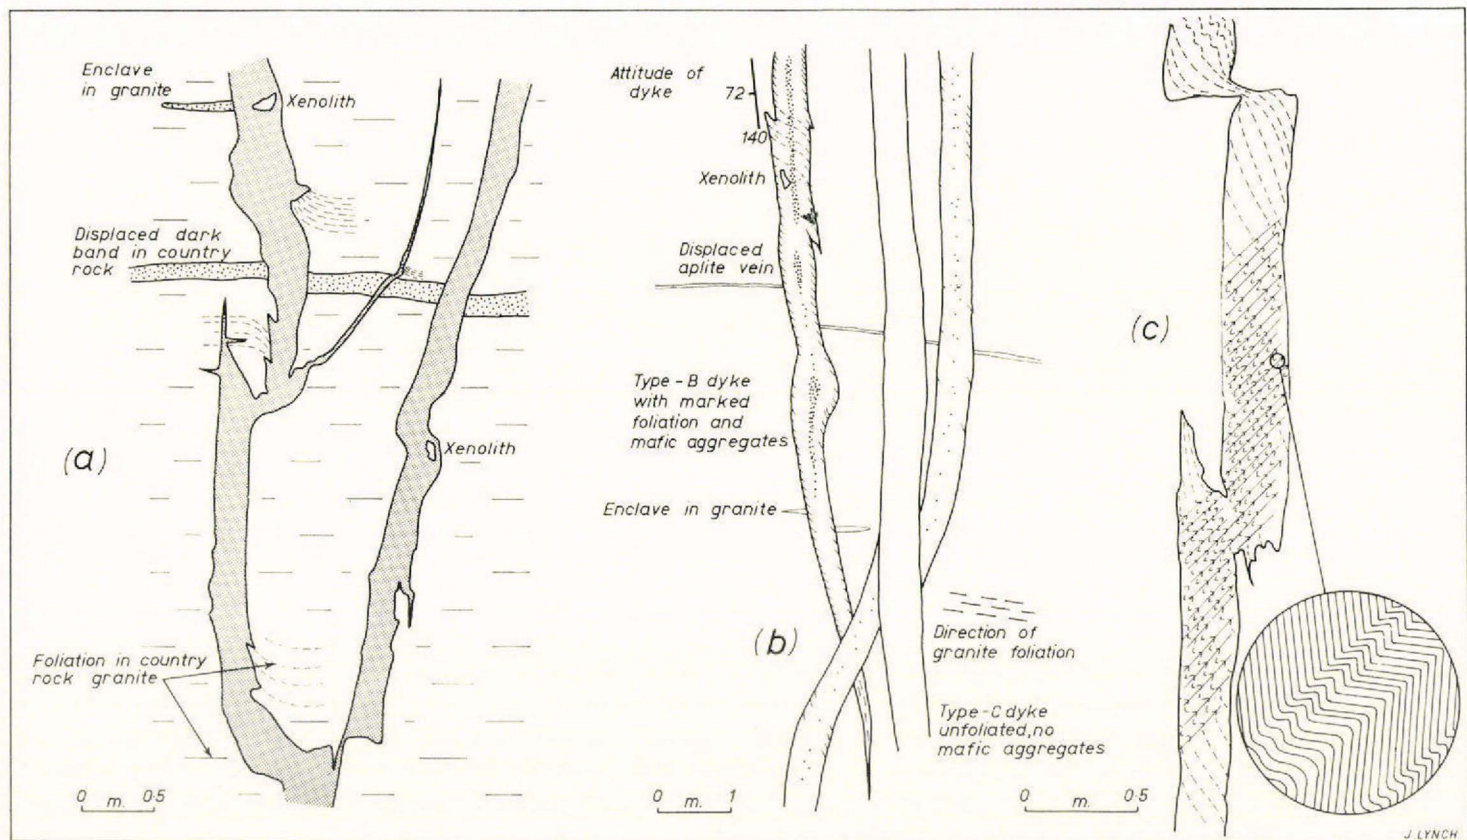 Enclave
in granite
Xenolith
Displaced dark
band in country
rock
(a)
Xenolith
Foliation in country
rock granite
0 m. 0·5
Attitude of
dyke
72
140
Xenolith
Displaced
aplite vein
Type-B dyke
with marked
foliation and
mafic aggregates
Enclave in granite
(b)
Direction of
granite foliation
Type-C dyke
unfoliated, no
mafic aggregates
0 m. 1
(c)
0 m. 0·5
J. LYNCH